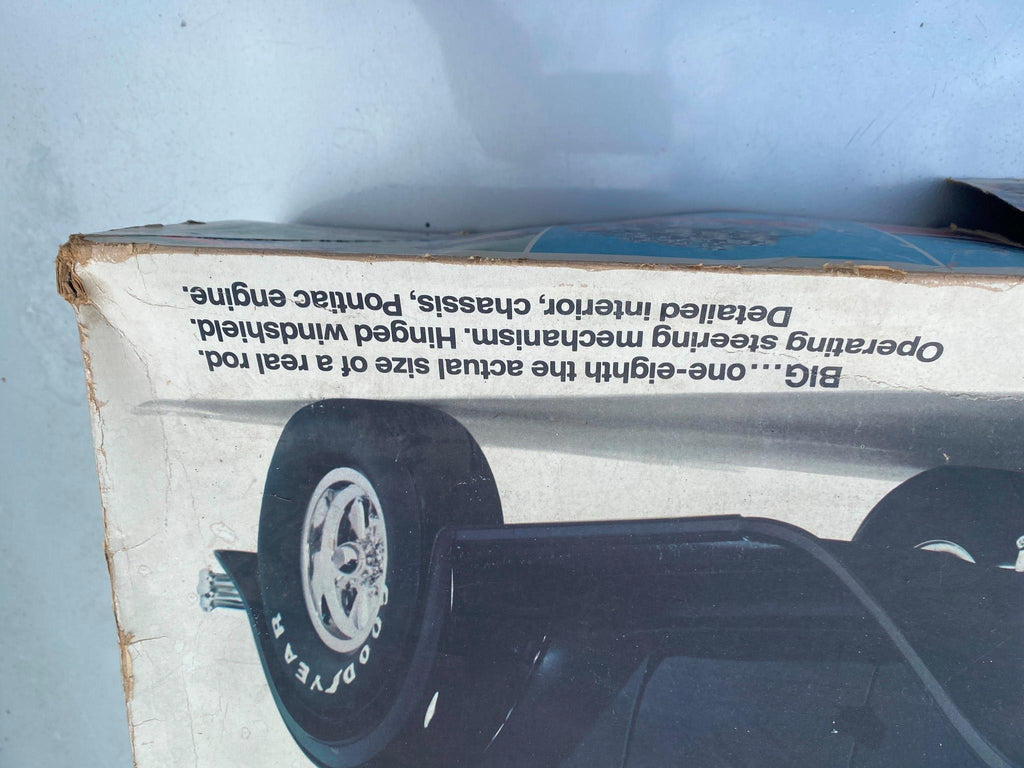 BIG...one-eighth the actual size of a real rod.
Operating steering mechanism. Hinged windshield.
Detailed interior, chassis, Pontiac engine.
GOODYEAR